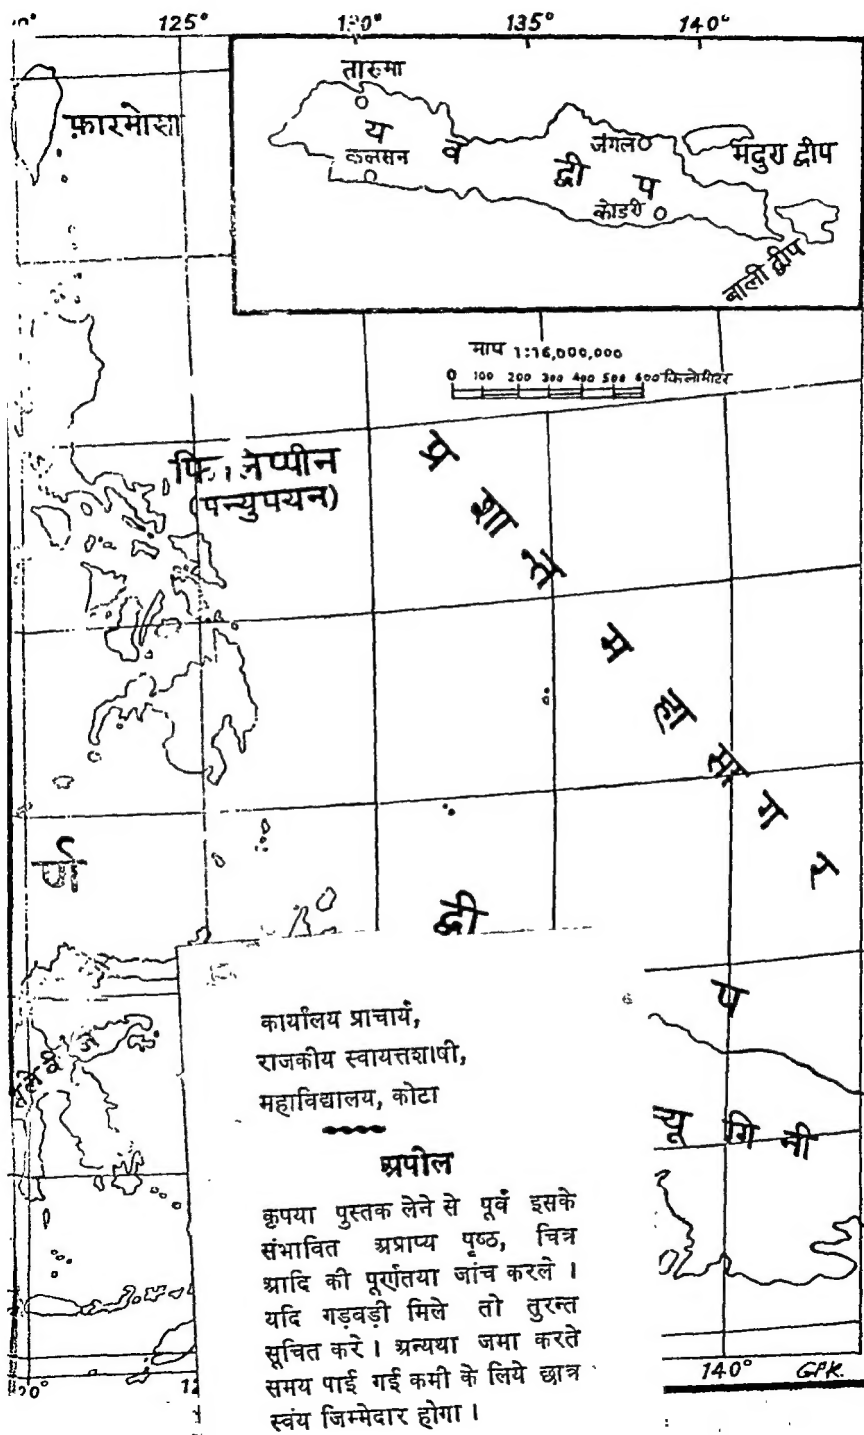 125° 130° 135° 140°
तारुमा
फ़ारमोसा
य व द्वी प
कलसन
जंगल
मदुरा द्वीप
बाली द्वीप
माप 1:16,000,000
0 100 200 300 400 500 600 किलोमीटर
(पन्युपयन)
प्र शा न्त म हा सा ग र
र्ण
द्वी
प
न्यू गि नी
कार्यालय प्राचार्य,
राजकीय स्वायत्तशाषी,
महाविद्यालय, कोटा
अपील
कृपया पुस्तक लेने से पूर्व इसके
संभावित अप्राप्य पृष्ठ, चित्र
आदि की पूर्णतया जांच करले ।
यदि गड़बड़ी मिले तो तुरन्त
सूचित करे । अन्यथा जमा करते
समय पाई गई कमी के लिये छात्र
स्वंय जिम्मेदार होगा ।
140° GPK.